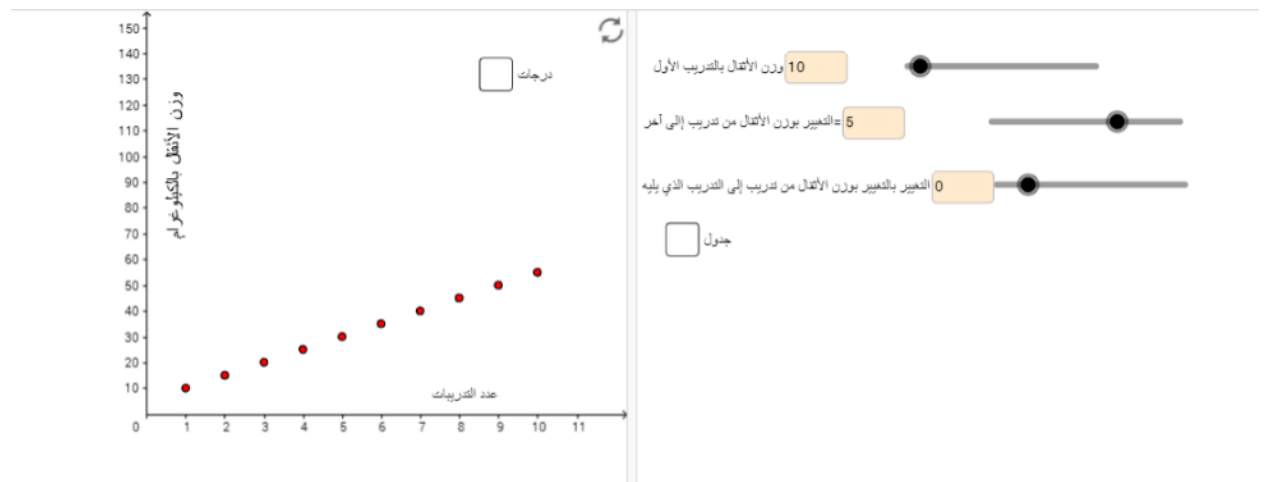 150
140
130
120
110
100
90
80
70
60
50
40
30
20
10
وزن الأثقال بالكيلوغرام
درجات
عدد التدريبات
0 1 2 3 4 5 6 7 8 9 10 11
وزن الأثقال بالتدريب الأول 10
التغيير بوزن الأثقال من تدريب إلى آخر= 5
التغيير بالتغيير بوزن الأثقال من تدريب إلى التدريب الذي يليه 0
جدول